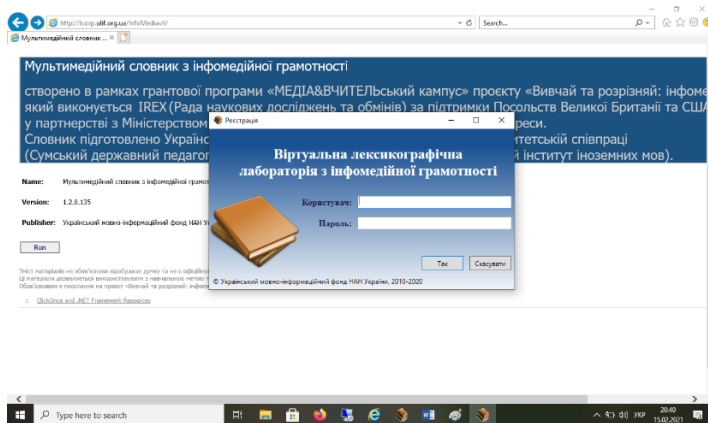 http://lcorp.ulif.org.ua/InfoMediavlr/
Search...
Мультимедійний словник ...
Мультимедійний словник з інфомедійної грамотності
створено в рамках грантової програми «МЕДІА&ВЧИТЕЛЬський кампус» проєкту «Вивчай та розрізняй: інфоме
який виконується IREX (Рада наукових досліджень та обмінів) за підтримки Посольств Великої Британії та США
у партнерстві з Міністерством
реси.
Словник підготовлено Українс
итетській співпраці
(Сумський державний педагог
й інститут іноземних мов).
Name: Мультимедійний словник з інфомедійної грамот
Version: 1.2.0.135
Publisher: Український мовно-інформаційний фонд НАН Ук
Run
ClickOnce and .NET Framework Resources
Реєстрація
Віртуальна лексикографічна
лабораторія з інфомедійної грамотності
Користувач:
Пароль:
Так
Скасувати
© Український мовно-інформаційний фонд НАН України, 2010-2020
Type here to search
УКР
20:40
15.02.2021